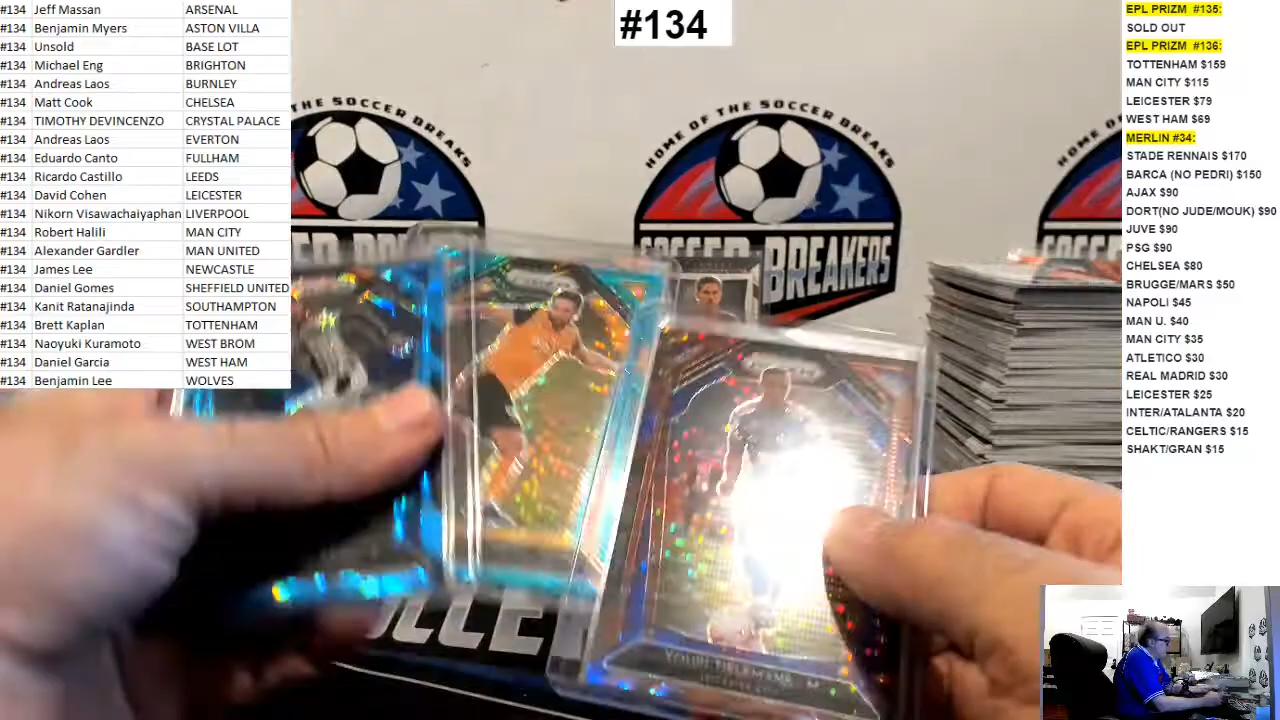 #134 Jeff Massan ARSENAL
#134 Benjamin Myers ASTON VILLA
#134 Unsold BASE LOT
#134 Michael Eng BRIGHTON
#134 Andreas Laos BURNLEY
#134 Matt Cook CHELSEA
#134 TIMOTHY DEVINCENZO CRYSTAL PALACE
#134 Andreas Laos EVERTON
#134 Eduardo Canto FULLHAM
#134 Ricardo Castillo LEEDS
#134 David Cohen LEICESTER
#134 Nikorn Visawachaiyaphan LIVERPOOL
#134 Robert Halili MAN CITY
#134 Alexander Gardler MAN UNITED
#134 James Lee NEWCASTLE
#134 Daniel Gomes SHEFFIELD UNITED
#134 Kanit Ratanajinda SOUTHAMPTON
#134 Brett Kaplan TOTTENHAM
#134 Naoyuki Kuramoto WEST BROM
#134 Daniel Garcia WEST HAM
#134 Benjamin Lee WOLVES
#134
THE SOCCER BREAKS
HOME OF THE SOCCER BREAKS
SOCCER BREAKERS
HOME O
EPL PRIZM #135:
SOLD OUT
EPL PRIZM #136:
TOTTENHAM $159
MAN CITY $115
LEICESTER $79
WEST HAM $69
MERLIN #34:
STADE RENNAIS $170
BARCA (NO PEDRI) $150
AJAX $90
DORT(NO JUDE/MOUK) $90
JUVE $90
PSG $90
CHELSEA $80
BRUGGE/MARS $50
NAPOLI $45
MAN U. $40
MAN CITY $35
ATLETICO $30
REAL MADRID $30
LEICESTER $25
INTER/ATALANTA $20
CELTIC/RANGERS $15
SHAKT/GRAN $15